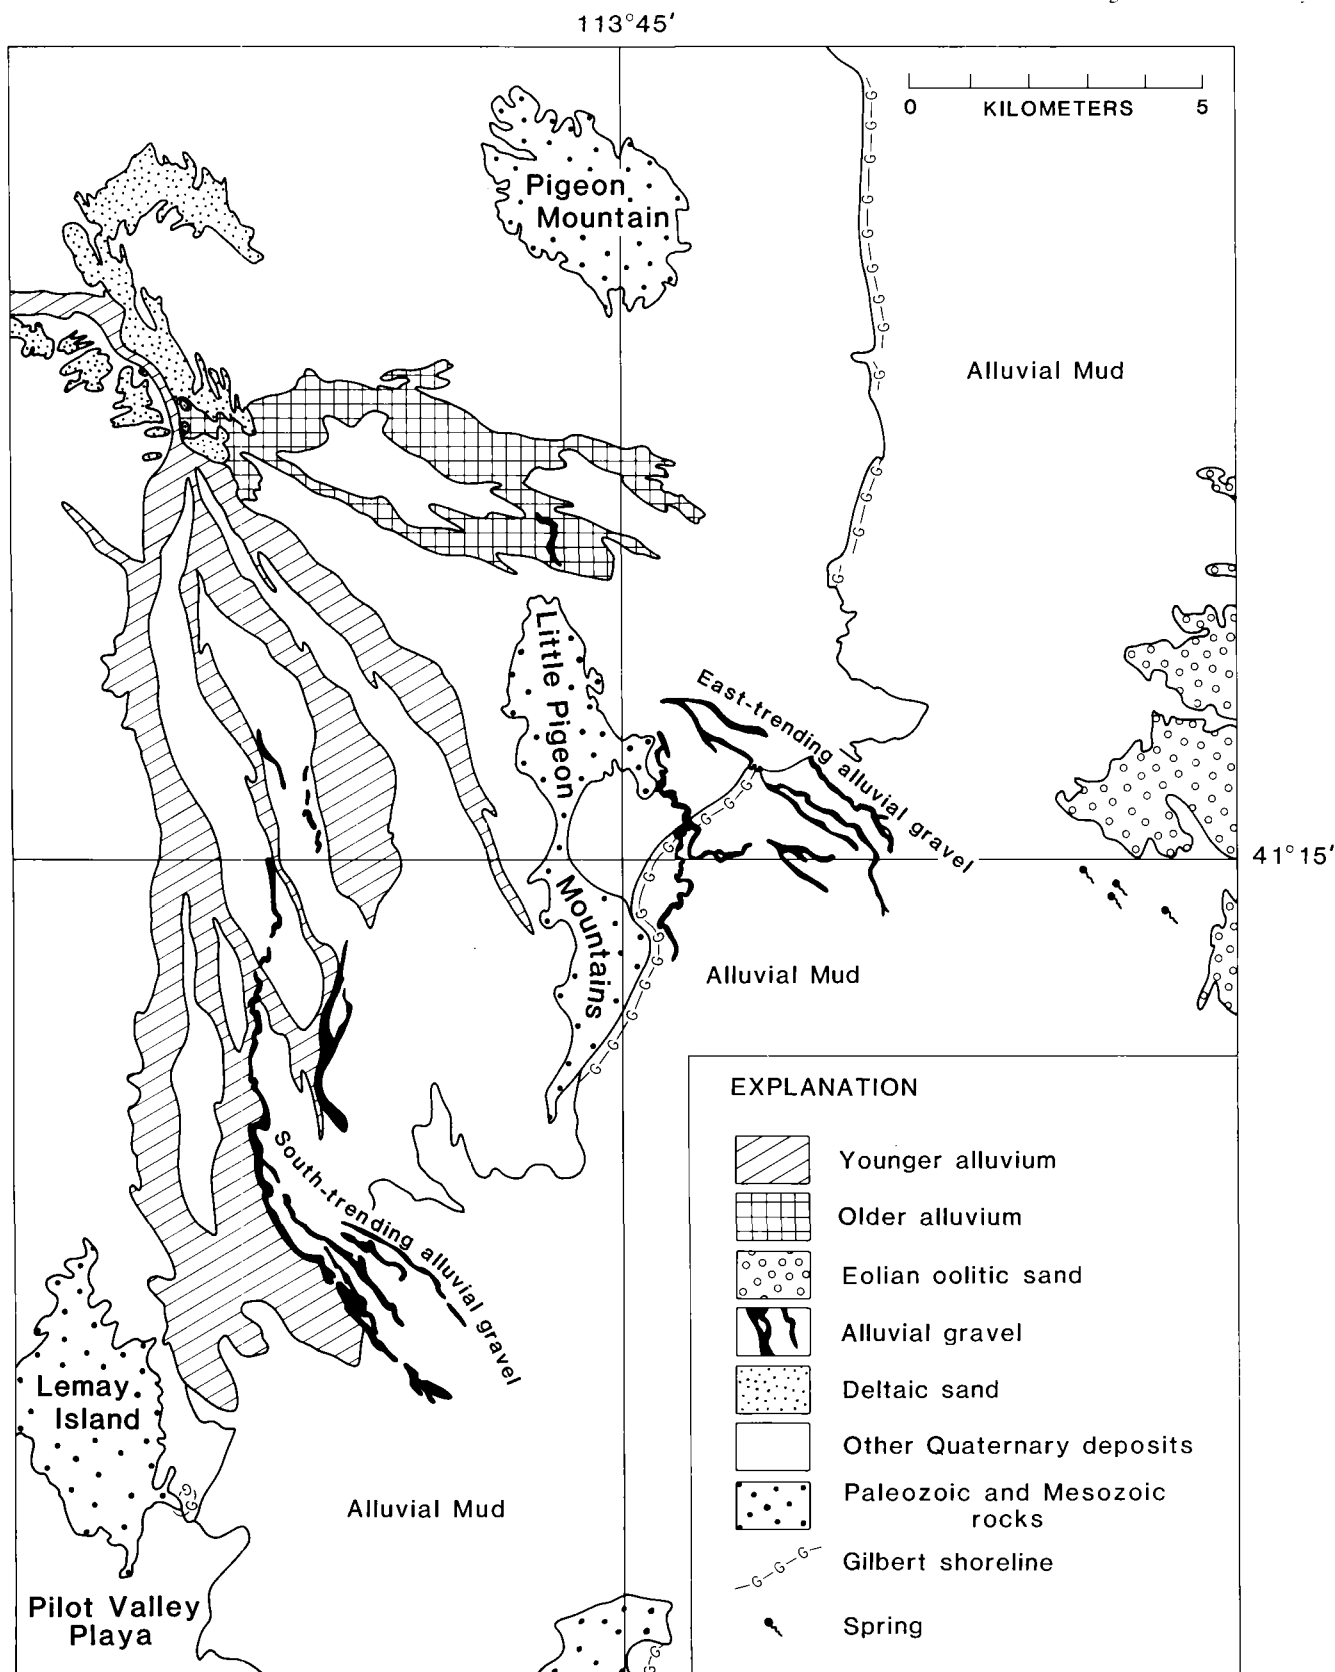 113°45'
0 KILOMETERS 5
Pigeon
Mountain
Alluvial Mud
Little Pigeon
Mountains
East-trending alluvial gravel
41°15'
Alluvial Mud
South-trending alluvial gravel
Lemay
Island
Alluvial Mud
Pilot Valley
Playa
EXPLANATION
Younger alluvium
Older alluvium
Eolian oolitic sand
Alluvial gravel
Deltaic sand
Other Quaternary deposits
Paleozoic and Mesozoic
rocks
G-G-G
Gilbert shoreline
Spring